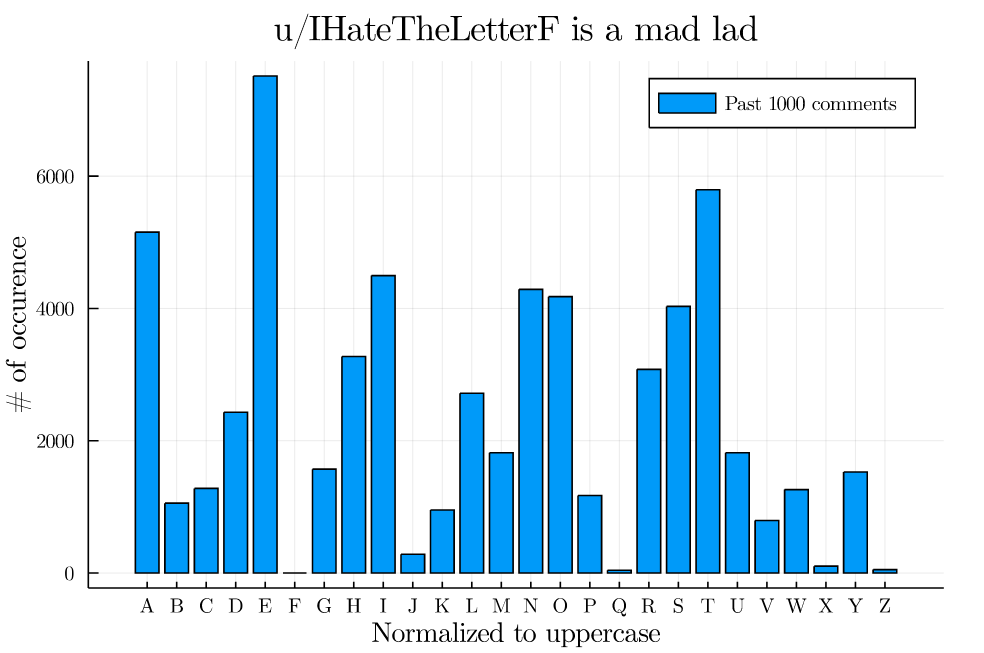 u/IHateTheLetterF is a mad lad
Past 1000 comments
# of occurence
6000
4000
2000
0
A B C D E F G H I J K L M N O P Q R S T U V W X Y Z
Normalized to uppercase